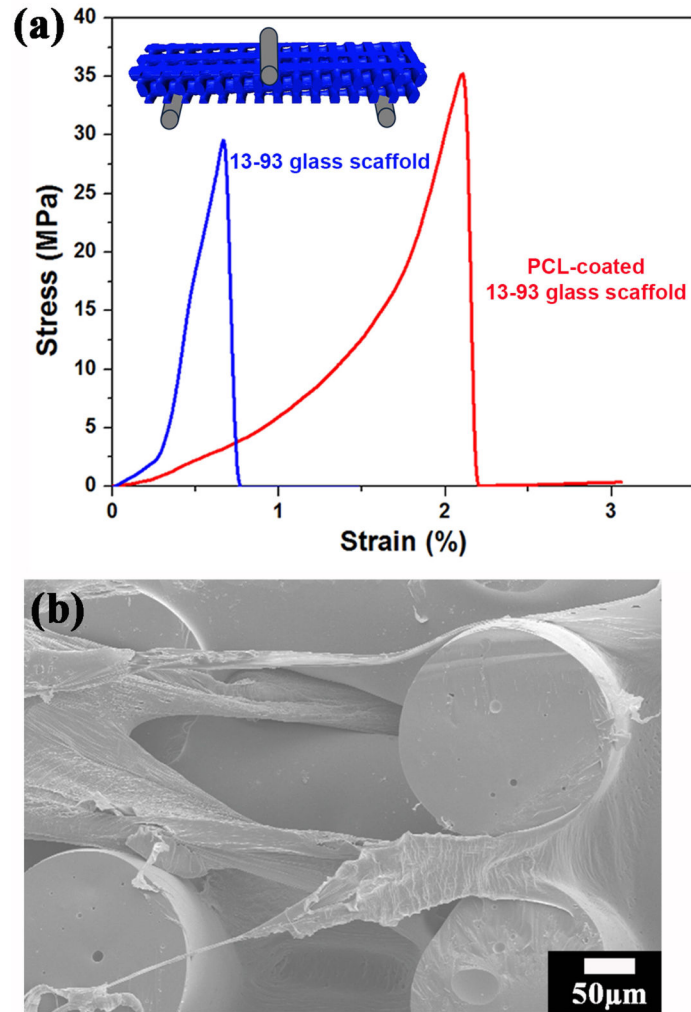 (a)
40
35
30
25
20
15
10
5
0
Stress (MPa)
13-93 glass scaffold
PCL-coated
13-93 glass scaffold
0
1
2
3
Strain (%)
(b)
50µm